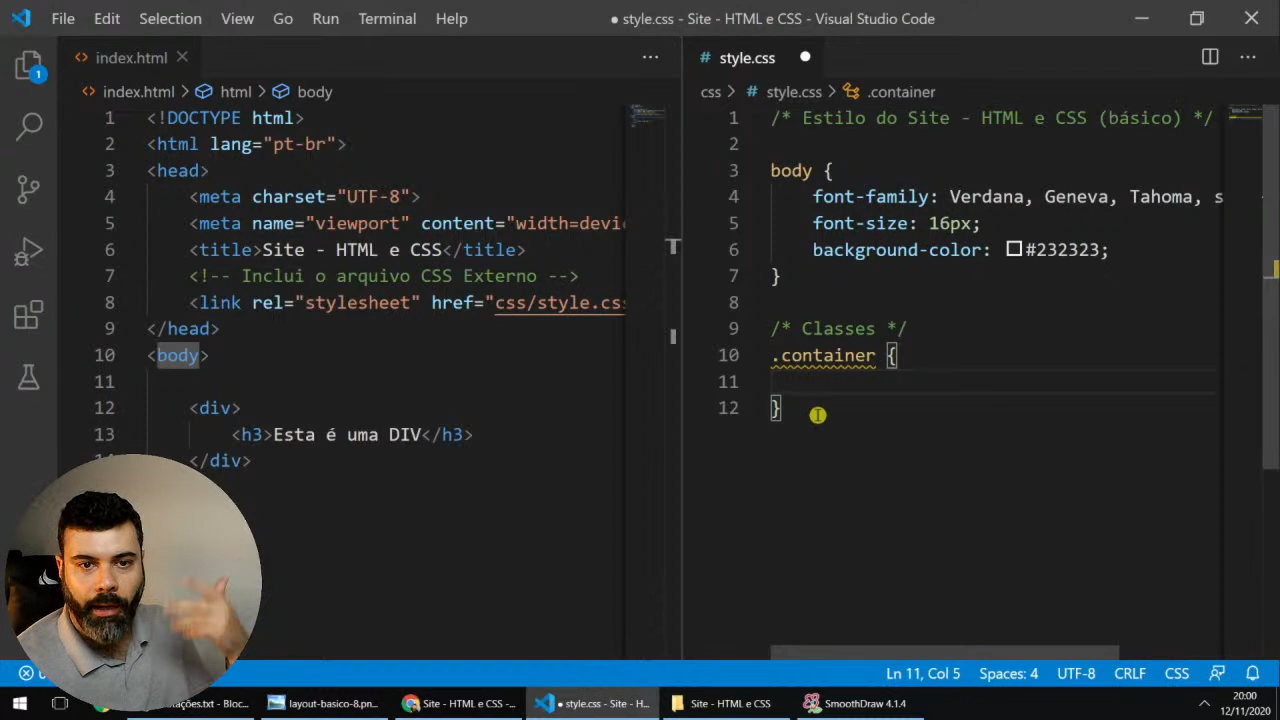 File Edit Selection View Go Run Terminal Help ● style.css - Site - HTML e CSS - Visual Studio Code
1
index.html
index.html > html > body
1 <!DOCTYPE html>
2 <html lang="pt-br">
3 <head>
4 <meta charset="UTF-8">
5 <meta name="viewport" content="width=devi
6 <title>Site - HTML e CSS</title>
7 <!-- Inclui o arquivo CSS Externo -->
8 <link rel="stylesheet" href="css/style.cs
9 </head>
10 <body>
11
12 <div>
13 <h3>Esta é uma DIV</h3>
</div>
# style.css ●
css > # style.css > .container
1 /* Estilo do Site - HTML e CSS (básico) */
2
3 body {
4 font-family: Verdana, Geneva, Tahoma, s
5 font-size: 16px;
6 background-color: #232323;
7 }
8
9 /* Classes */
10 .container {
11
12 }
Ln 11, Col 5 Spaces: 4 UTF-8 CRLF CSS
tações.txt - Bloc... layout-basico-8.pn... Site - HTML e CSS -... ● style.css - Site - H... Site - HTML e CSS SmoothDraw 4.1.4 20:00
12/11/2020